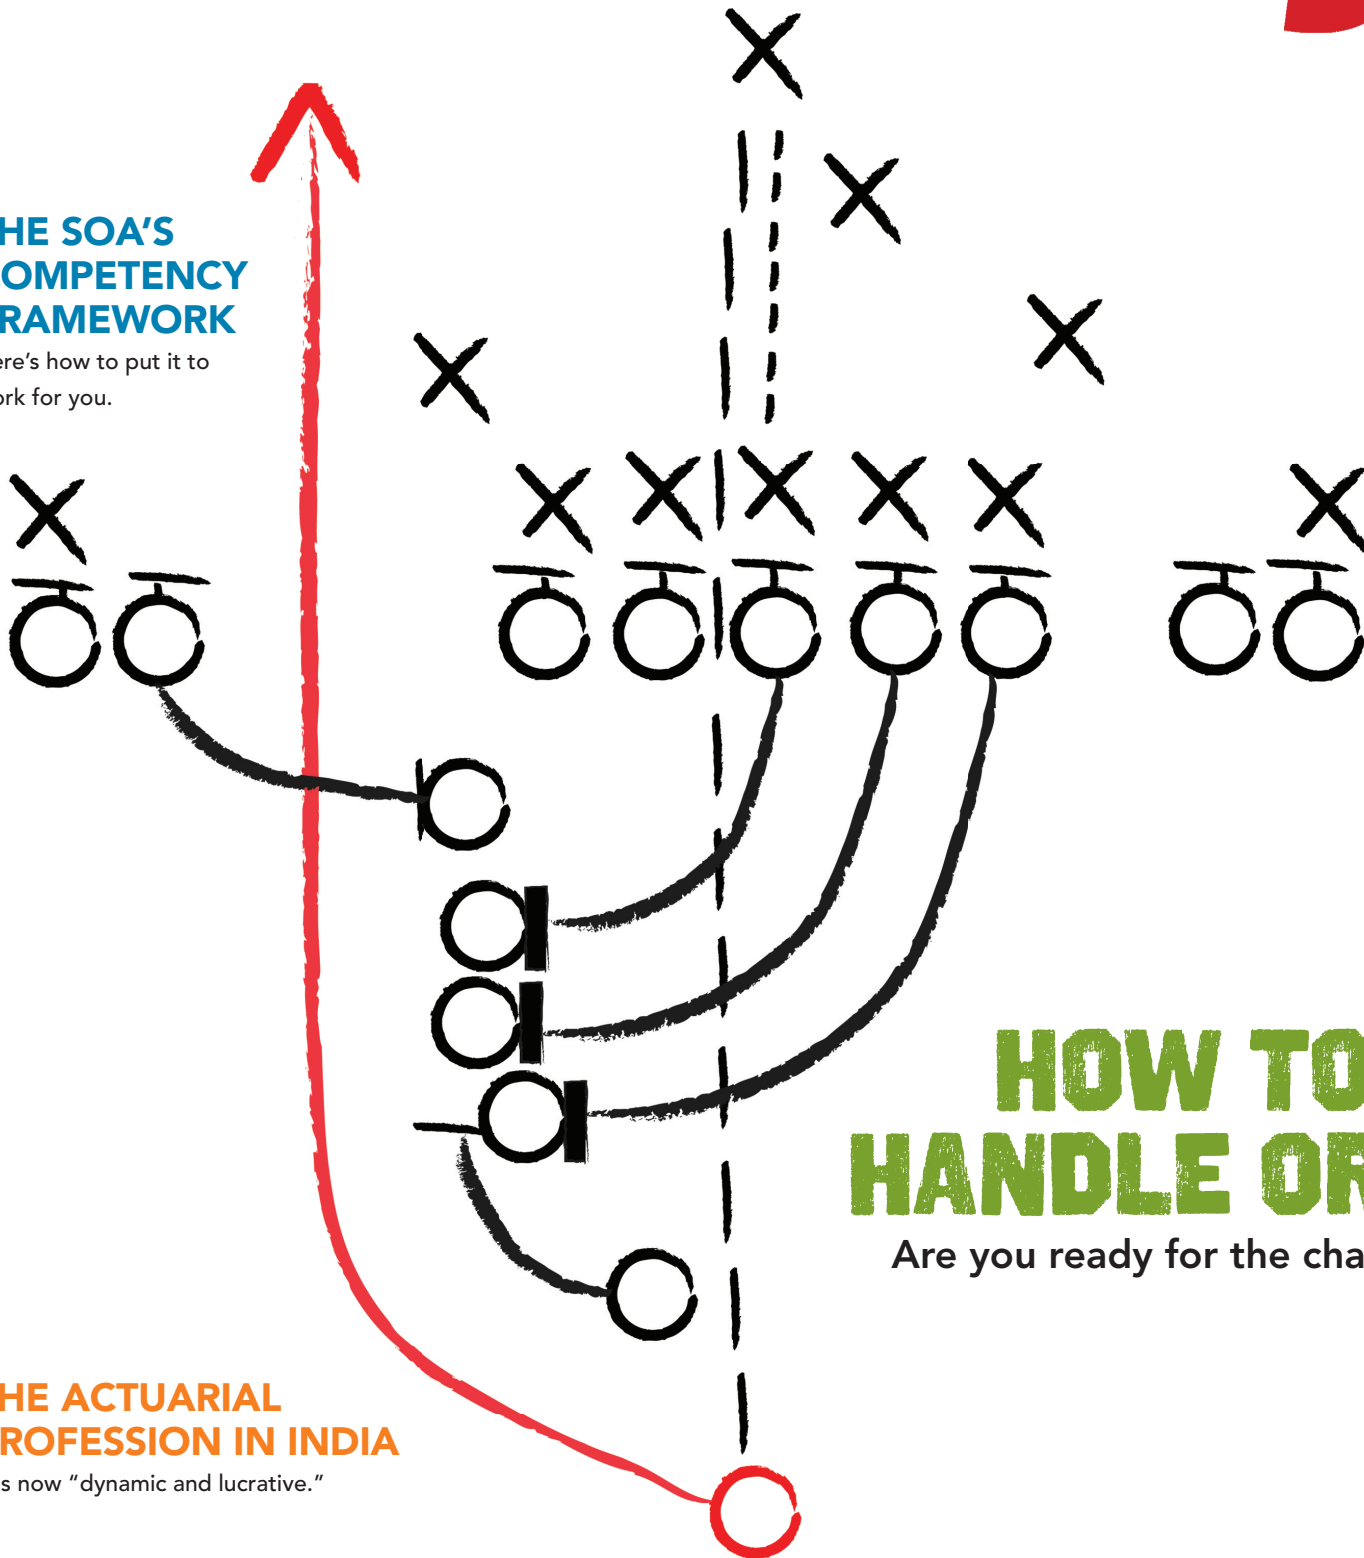 HE SOA'S
OMPETENCY
RAMEWORK
ere's how to put it to
ork for you.
HOW TO
HANDLE OR
Are you ready for the cha
HE ACTUARIAL
ROFESSION IN INDIA
s now “dynamic and lucrative.”